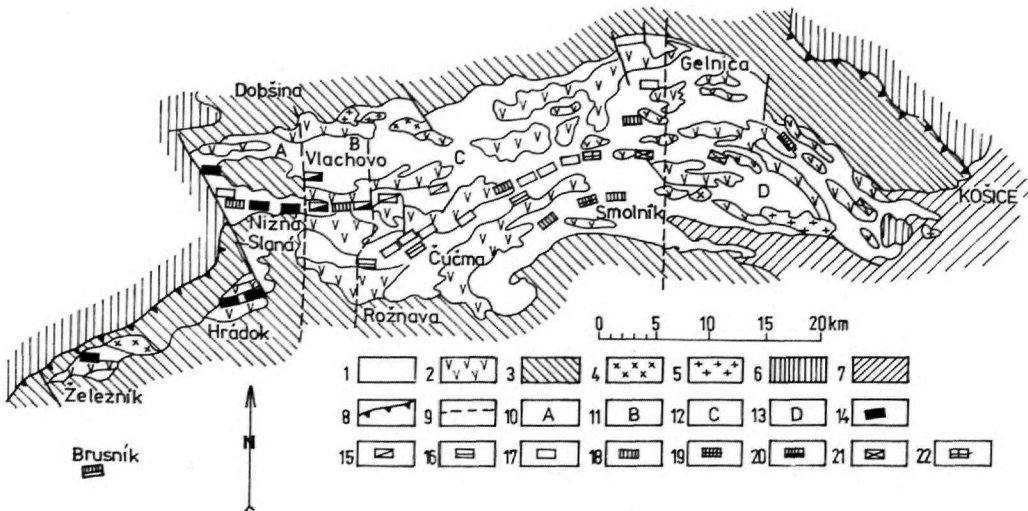 Gelnica
Dobšina
A
B
Vlachovo
C
D
KOŠICE
Nižná
Slaná
Smolník
Čučma
Rožnava
Hrádok
Železník
Brusník
N
0 5 10 15 20 km
1 2 3 4 5 6 7
8 9 10 A 11 B 12 C 13 D 14
15 16 17 18 19 20 21 22